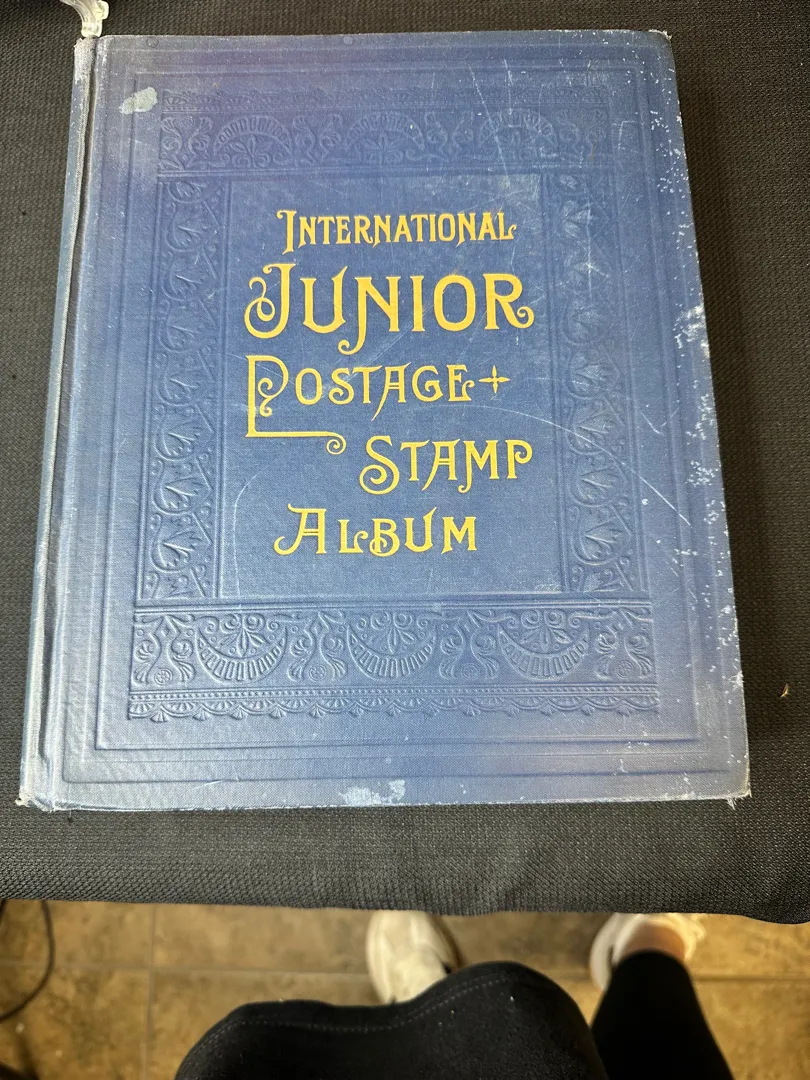 INTERNATIONAL
JUNIOR
POSTAGE
STAMP
ALBUM